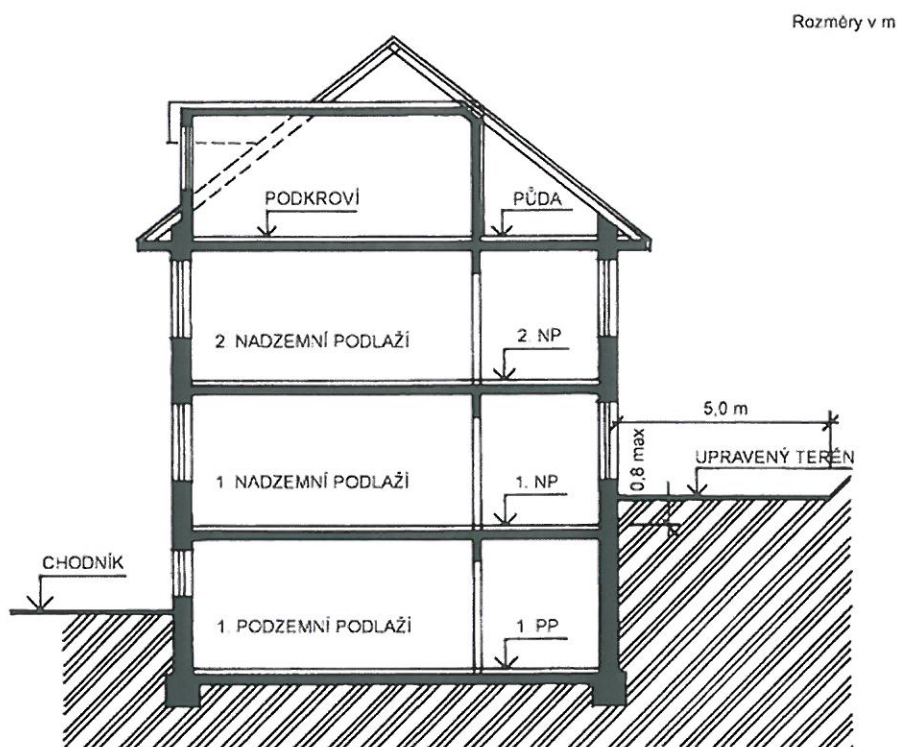 Rozměry v m
PODKROVÍ
PŮDA
2. NADZEMNÍ PODLAŽÍ
2. NP
5,0 m
0,8 max
UPRAVENÝ TERÉN
1 NADZEMNÍ PODLAŽÍ
1. NP
CHODNÍK
1. PODZEMNÍ PODLAŽÍ
1 PP